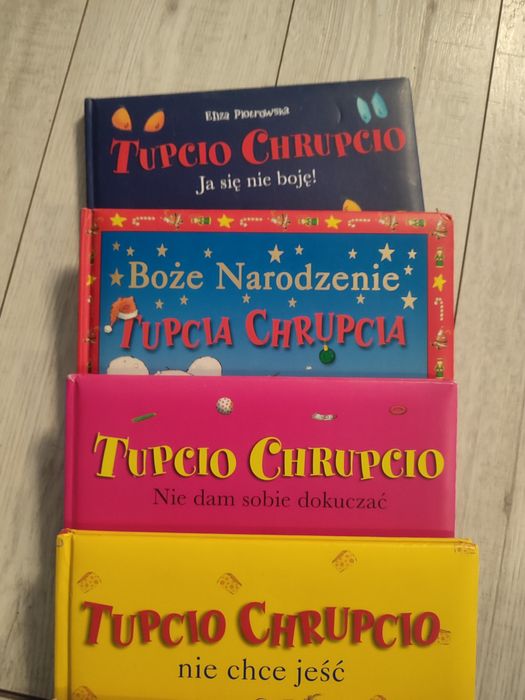 Eliza Piotrowska
TUPCIO CHRUPCIO
Ja się nie boję!
Boże Narodzenie
TUPCIA CHRUPCIA
TUPCIO CHRUPCIO
Nie dam sobie dokuczać
TUPCIO CHRUPCIO
nie chce jeść